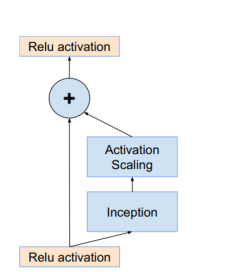 Relu activation
+
Activation
Scaling
Inception
Relu activation